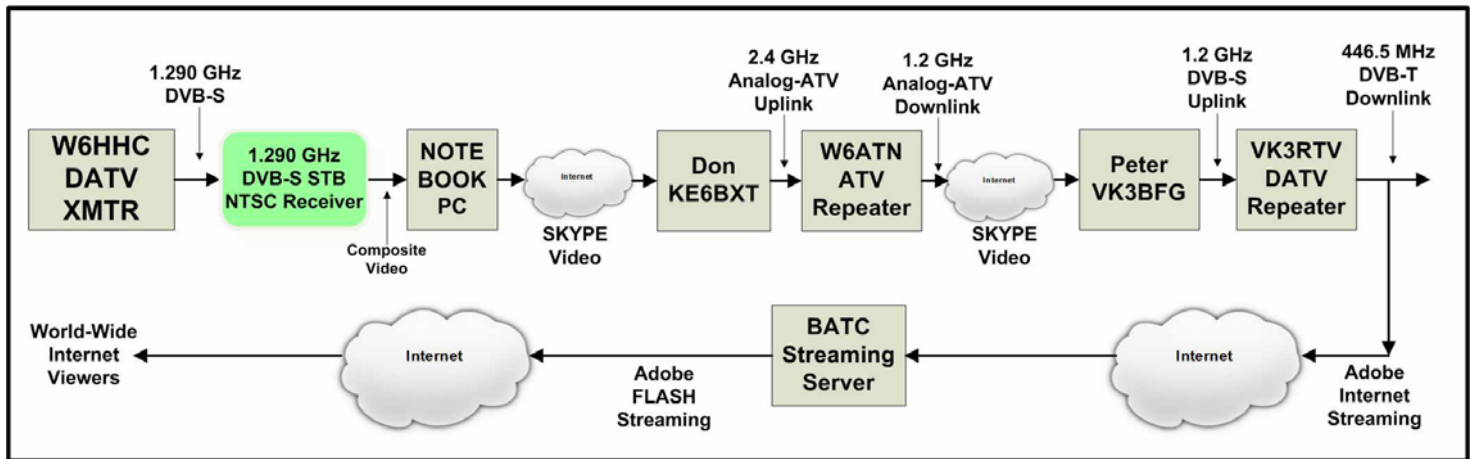 1.290 GHz
DVB-S
W6HHC
DATV
XMTR
1.290 GHz
DVB-S STB
NTSC Receiver
Composite
Video
NOTE
BOOK
PC
Internet
SKYPE
Video
Don
KE6BXT
2.4 GHz
Analog-ATV
Uplink
W6ATN
ATV
Repeater
1.2 GHz
Analog-ATV
Downlink
Internet
SKYPE
Video
Peter
VK3BFG
1.2 GHz
DVB-S
Uplink
VK3RTV
DATV
Repeater
446.5 MHz
DVB-T
Downlink
Adobe
Internet
Streaming
Internet
BATC
Streaming
Server
Adobe
FLASH
Streaming
Internet
World-Wide
Internet
Viewers